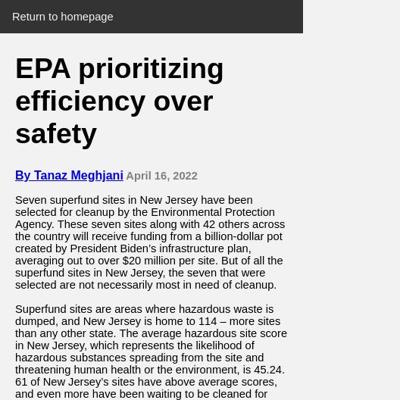 Return to homepage
EPA prioritizing
efficiency over
safety
By Tanaz Meghjani April 16, 2022
Seven superfund sites in New Jersey have been
selected for cleanup by the Environmental Protection
Agency. These seven sites along with 42 others across
the country will receive funding from a billion-dollar pot
created by President Biden's infrastructure plan,
averaging out to over $20 million per site. But of all the
superfund sites in New Jersey, the seven that were
selected are not necessarily most in need of cleanup.
Superfund sites are areas where hazardous waste is
dumped, and New Jersey is home to 114 – more sites
than any other state. The average hazardous site score
in New Jersey, which represents the likelihood of
hazardous substances spreading from the site and
threatening human health or the environment, is 45.24.
61 of New Jersey's sites have above average scores,
and even more have been waiting to be cleaned for